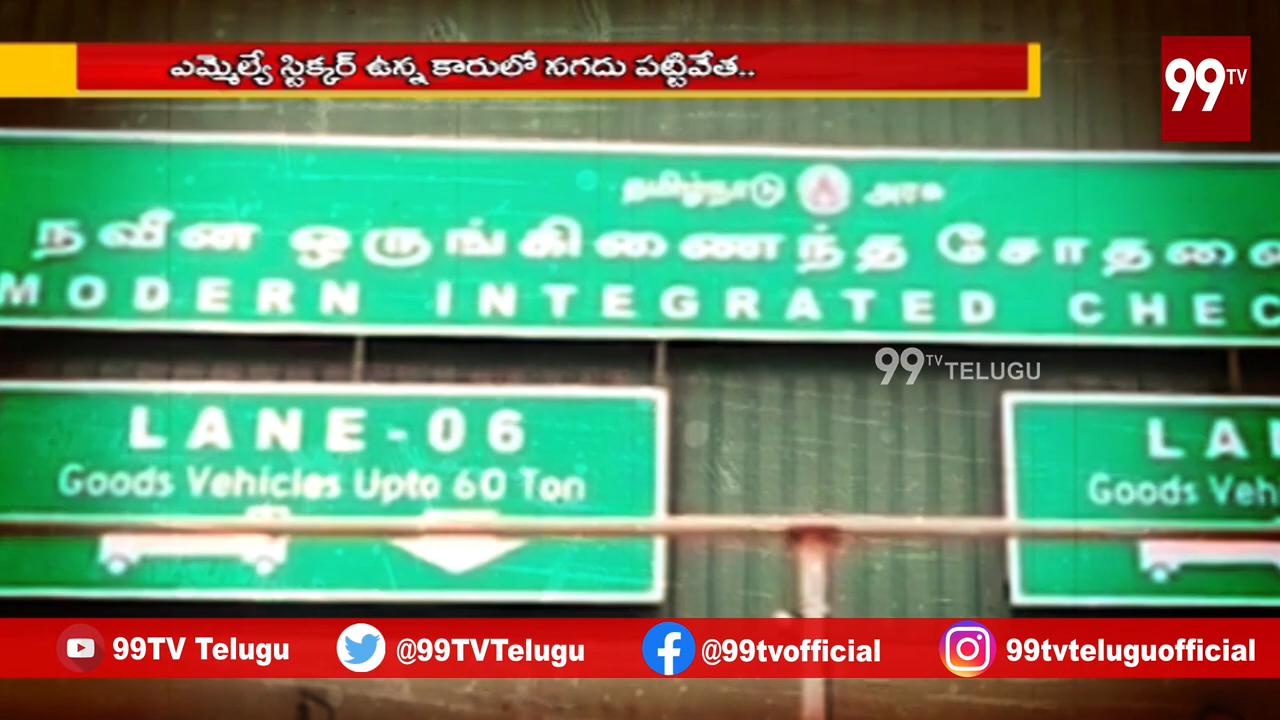 ఎమ్మెల్యే స్టిక్కర్ ఉన్న కారులో నగదు పట్టివేత..
99TV
தமிழ்நாடு அரசு
நவீன ஒருங்கிணைந்த சோதனை
MODERN INTEGRATED CHEC
99TV TELUGU
LANE-06
Goods Vehicles Upto 60 Ton
LA
Goods Veh
99TV Telugu @99TVTelugu @99tvofficial 99tvteluguofficial